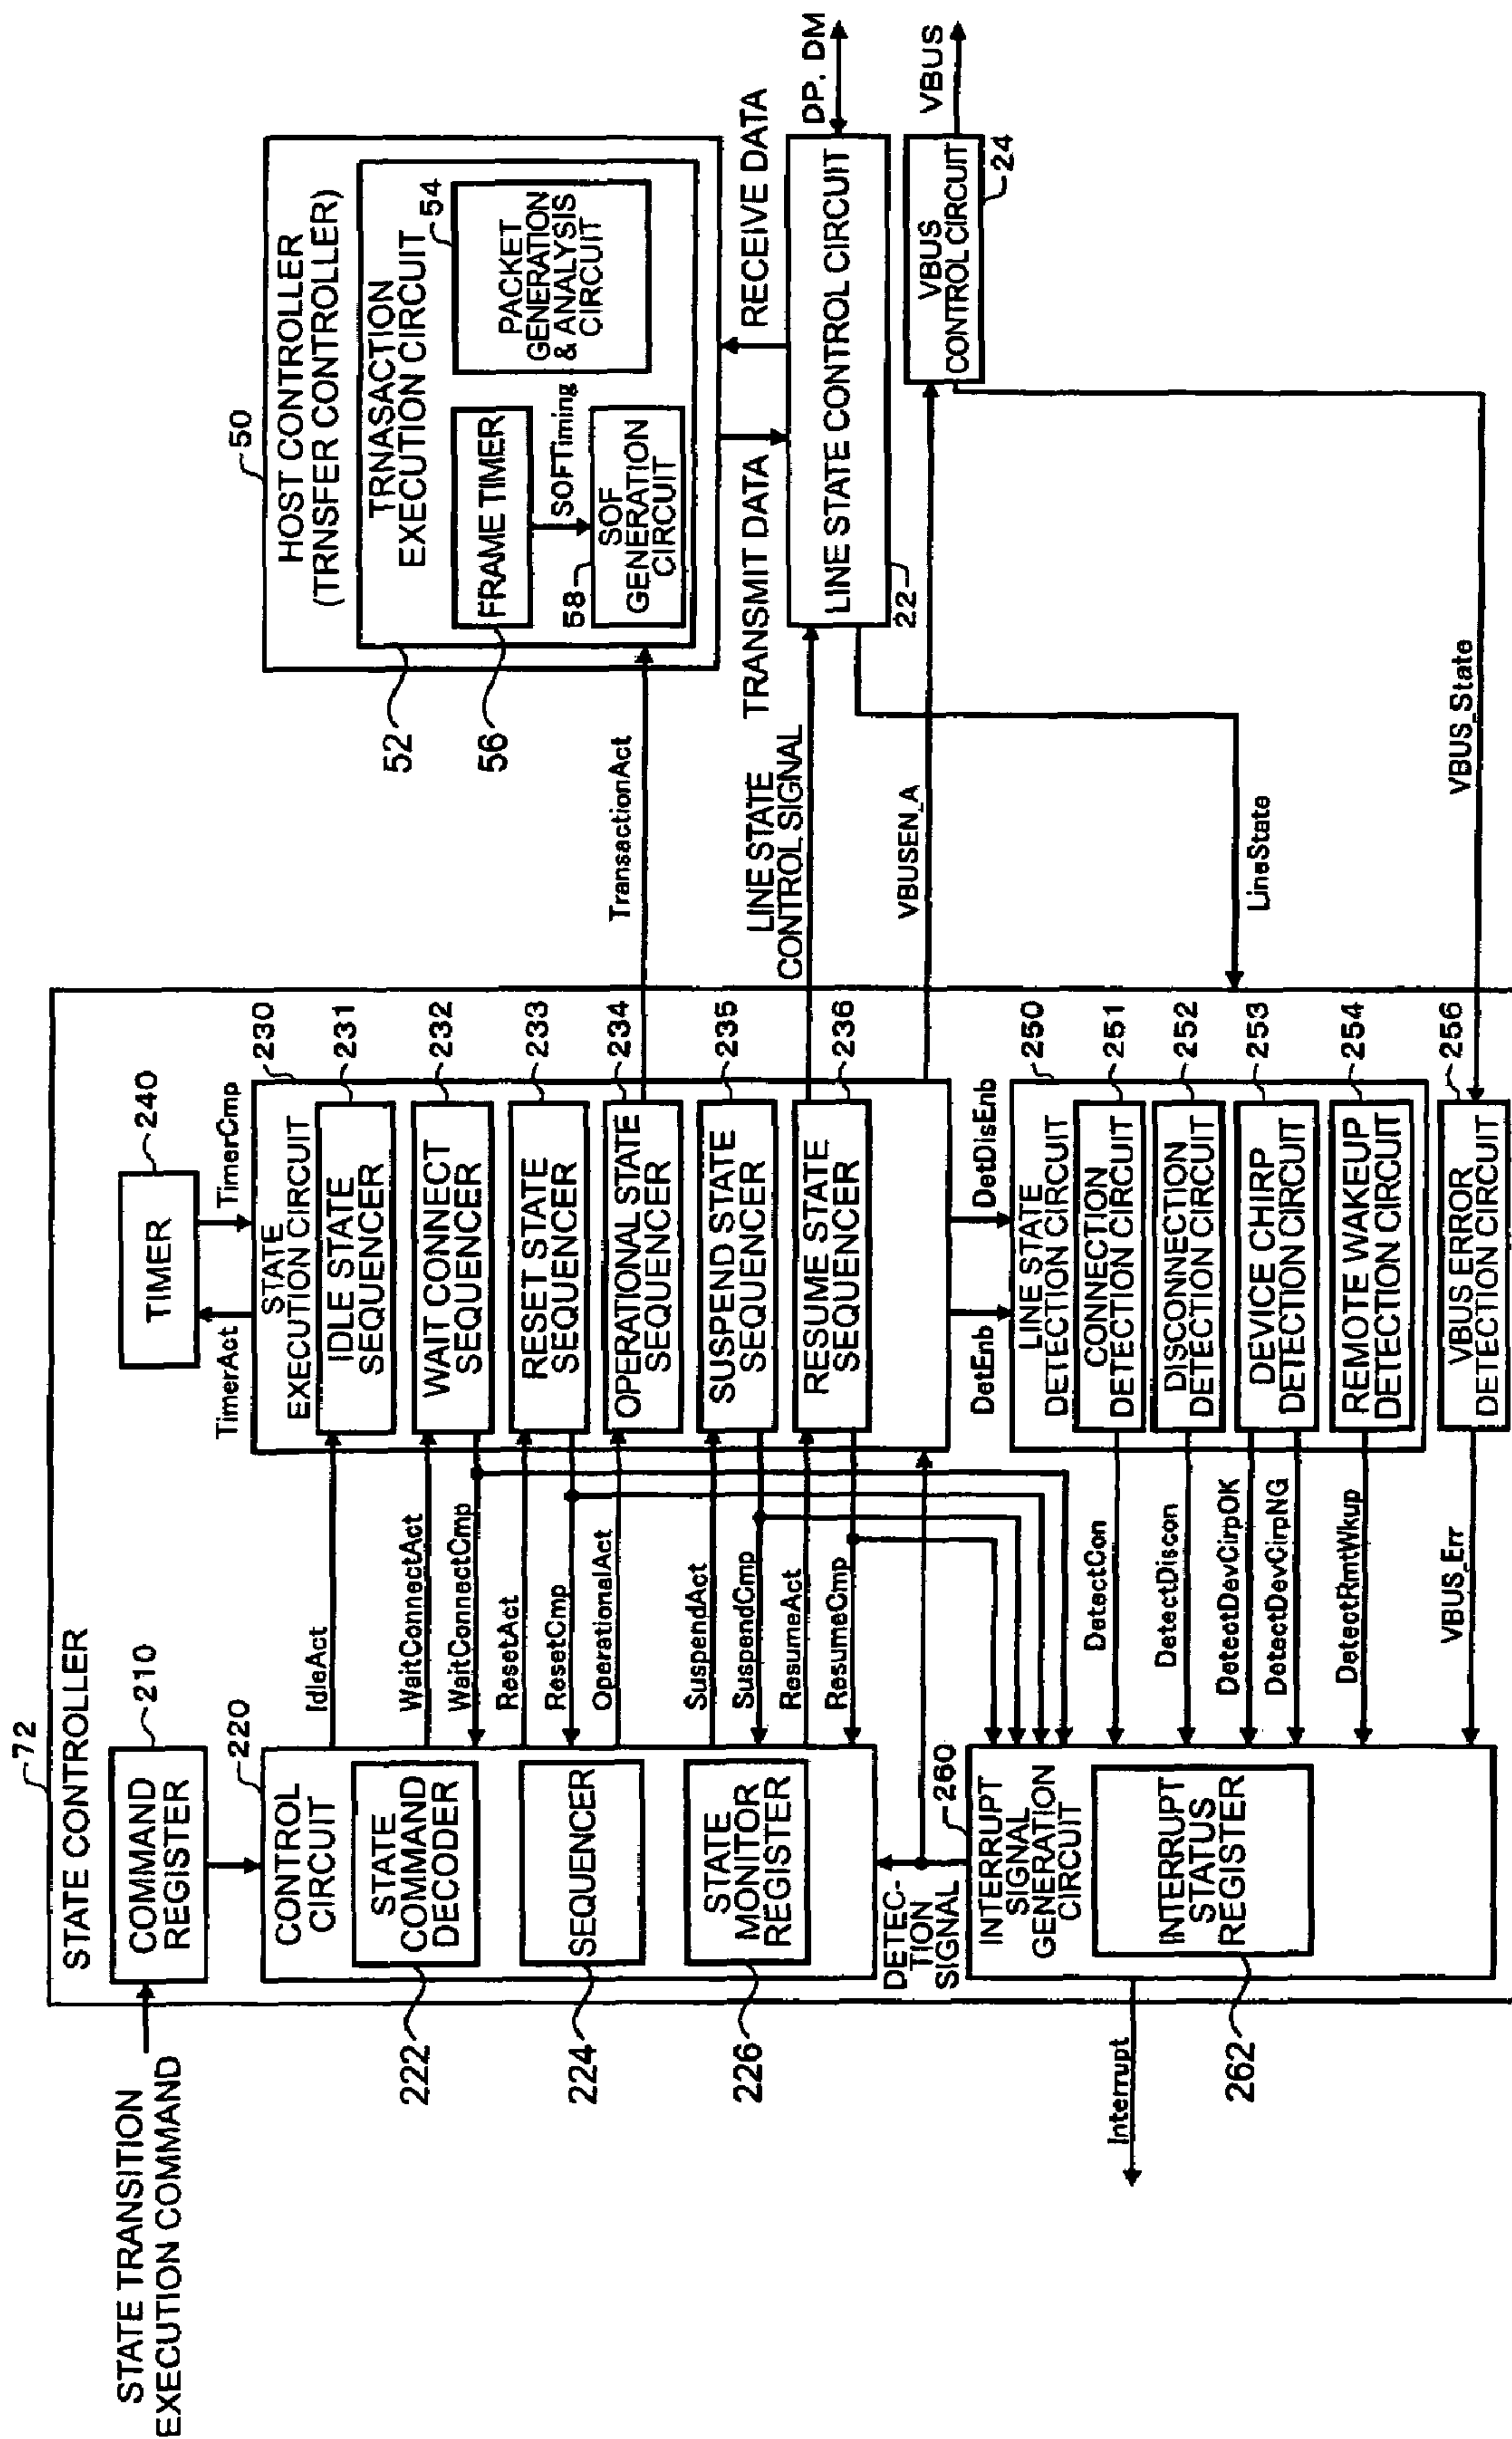 STATE TRANSITION
EXECUTION COMMAND
72
STATE CONTROLLER
COMMAND
REGISTER
210
220
CONTROL
CIRCUIT
STATE
COMMAND
DECODER
222
SEQUENCER
224
STATE
MONITOR
REGISTER
226
DETEC-
TION
SIGNAL
260
INTERRUPT
SIGNAL
GENERATION
CIRCUIT
INTERRUPT
STATUS
REGISTER
262
Interrupt
IdleAct
WaitConnectAct
WaitConnectCmp
ResetAct
ResetCmp
OperationalAct
SuspendAct
SuspendCmp
ResumeAct
ResumeCmp
DetectCon
DetectDiscon
DetectDevCirpOK
DetectDevCirpNG
DetectRmtWkup
VBUS_Err
TIMER
240
TimerAct
TimerCmp
STATE
EXECUTION CIRCUIT
230
IDLE STATE
SEQUENCER
231
WAIT CONNECT
SEQUENCER
232
RESET STATE
SEQUENCER
233
OPERATIONAL STATE
SEQUENCER
234
SUSPEND STATE
SEQUENCER
235
RESUME STATE
SEQUENCER
236
DetEnb
DetDisEnb
LINE STATE
DETECTION CIRCUIT
250
CONNECTION
DETECTION CIRCUIT
251
DISCONNECTION
DETECTION CIRCUIT
252
DEVICE CHIRP
DETECTION CIRCUIT
253
REMOTE WAKEUP
DETECTION CIRCUIT
254
VBUS ERROR
DETECTION CIRCUIT
256
TransactionAct
LINE STATE
CONTROL SIGNAL
VBUSEN_A
LineState
VBUS_State
50
HOST CONTROLLER
(TRNSFER CONTROLLER)
TRNASACTION
EXECUTION CIRCUIT
52
FRAME TIMER
56
SOFTiming
58
SOF
GENERATION
CIRCUIT
54
PACKET
GENERATION
& ANALYSIS
CIRCUIT
TRANSMIT DATA
RECEIVE DATA
LINE STATE CONTROL CIRCUIT
22
DP. DM
VBUS
CONTROL CIRCUIT
24
VBUS